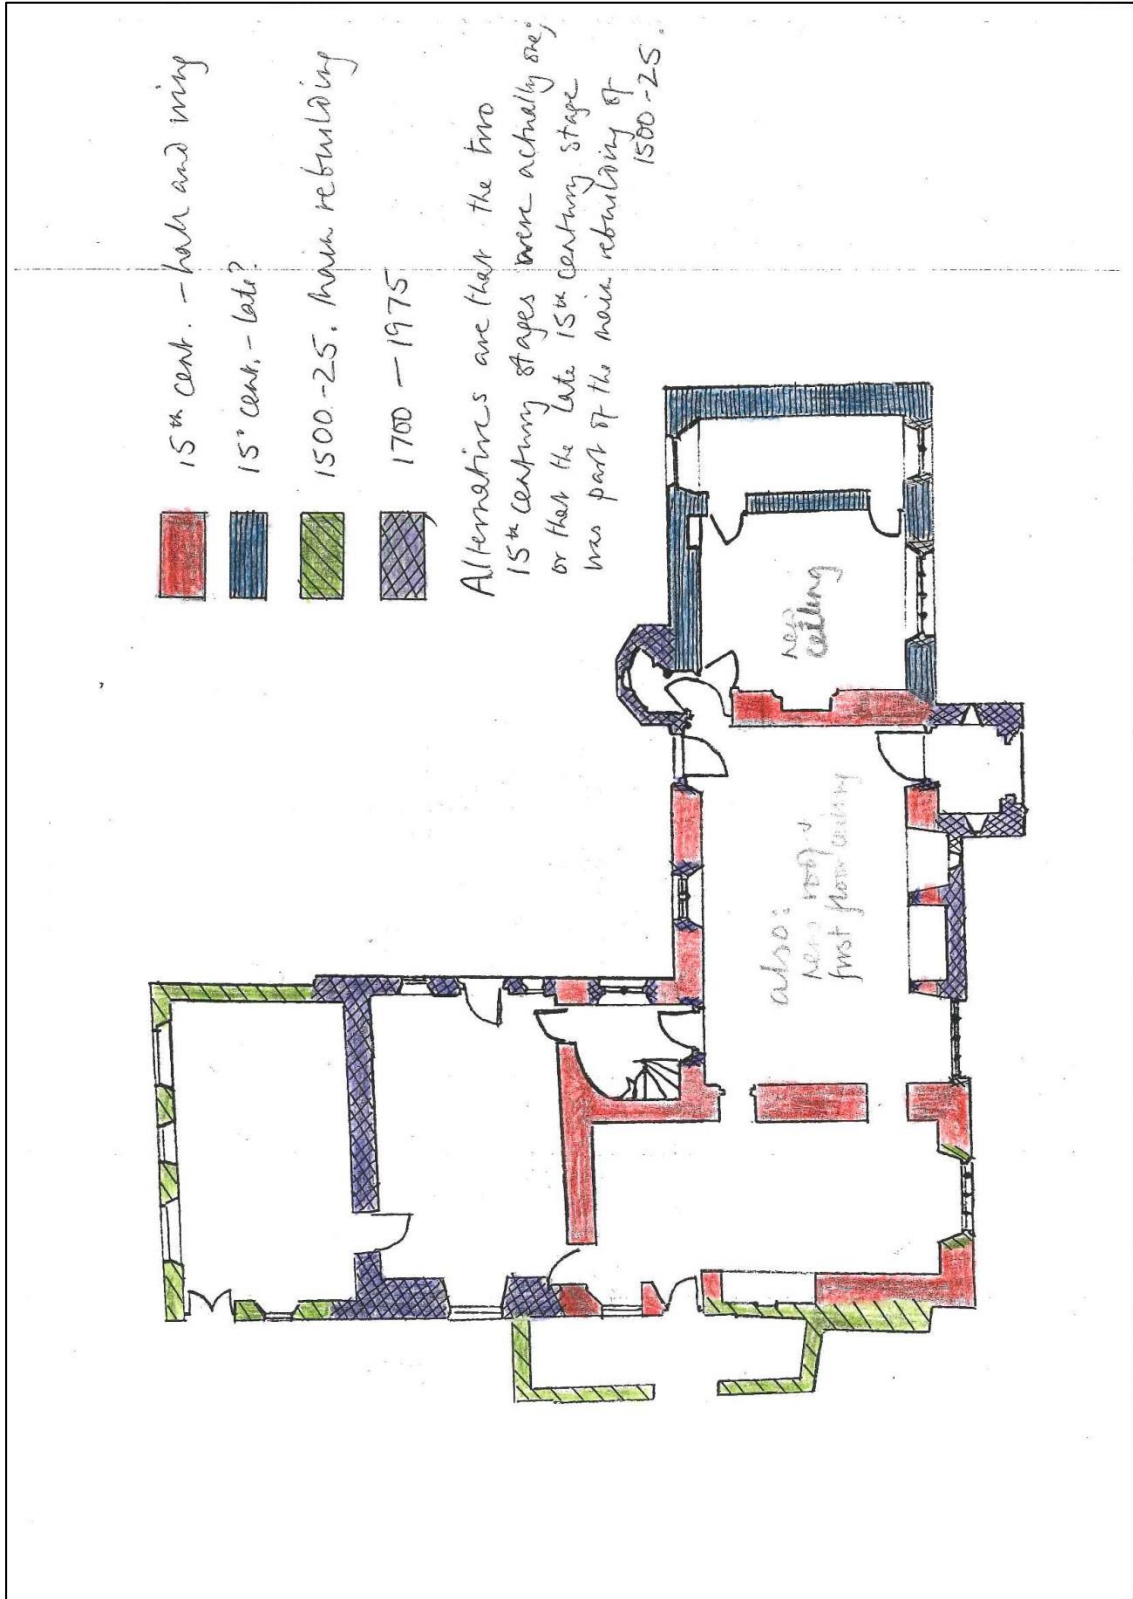 15th cent. - hall and wing
15th cent. - late?
1500-25. main rebuilding
1700 - 1975
Alternatives are that the two
15th century stages were actually one;
or that the late 15th century stage
was part of the main rebuilding of
1500-25.
new
ceiling
also:
new roof +
first floor ceiling